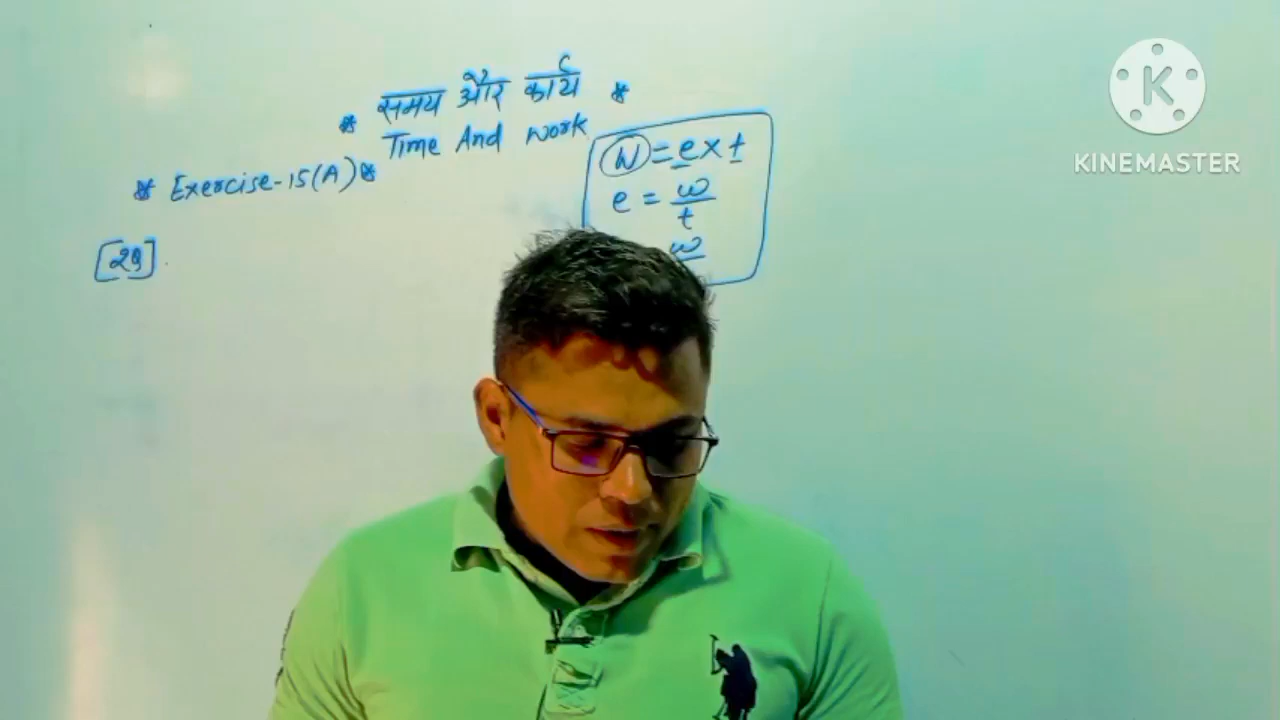 * समय और कार्य *
Time And Work
* Exercise-15(A) *
W = e x t
e = w/t
w
[29]
KINEMASTER